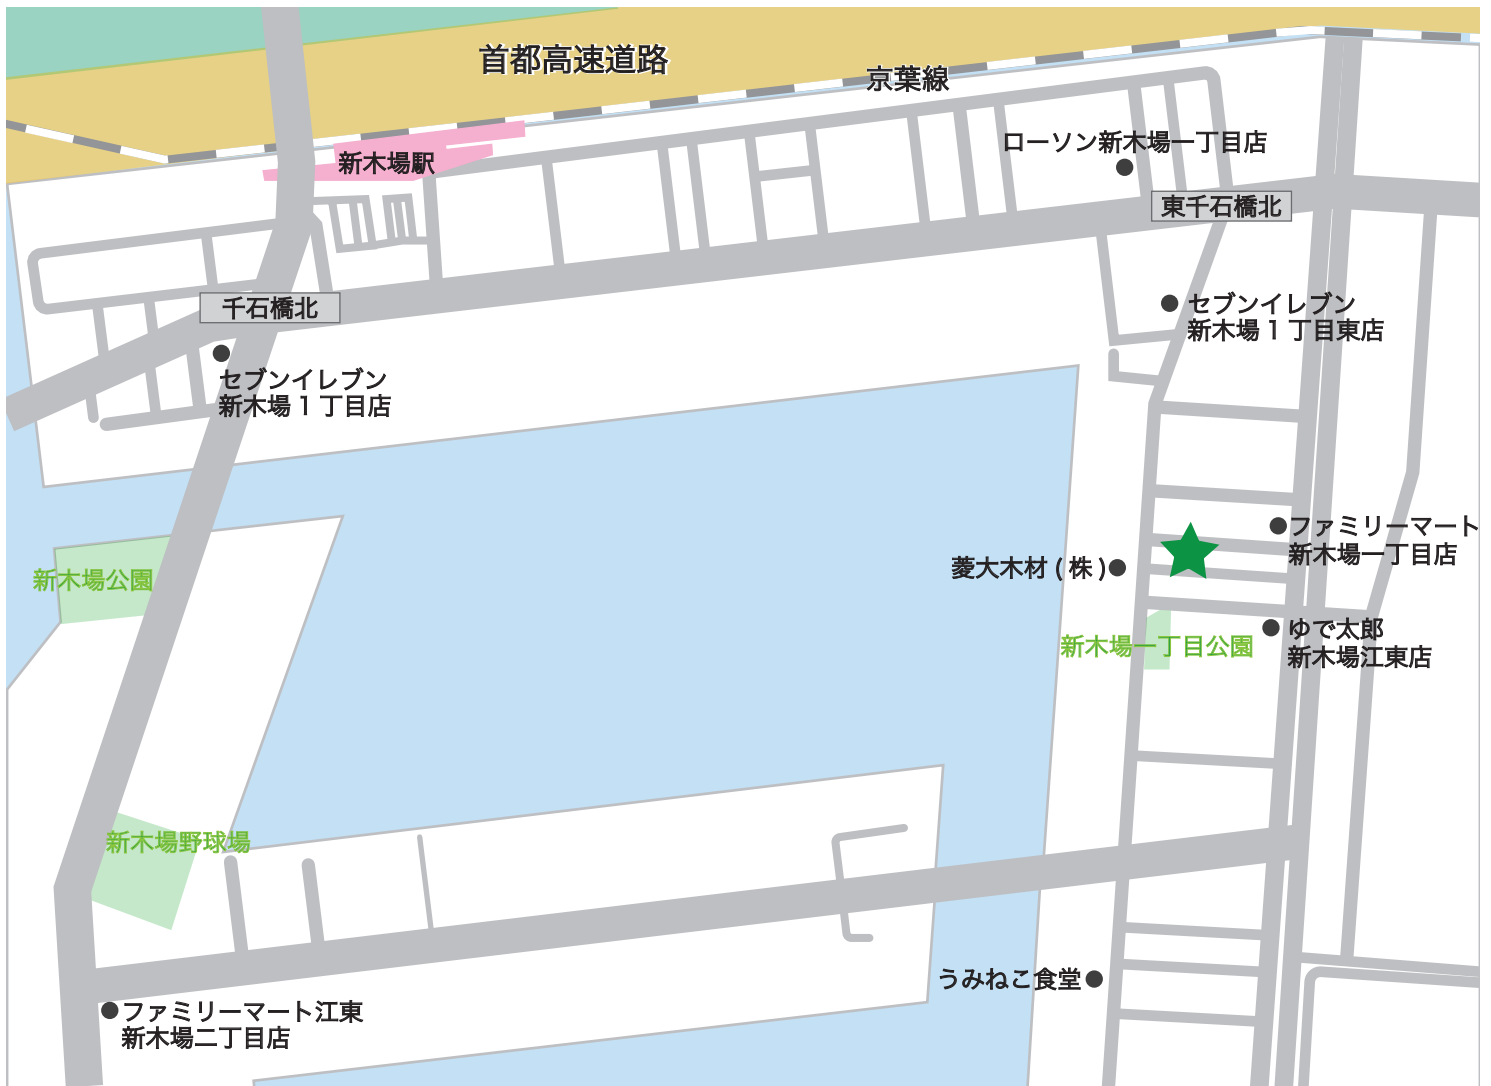 首都高速道路
京葉線
ローソン新木場一丁目店
新木場駅
東千石橋北
千石橋北
セブンイレブン
新木場1丁目東店
セブンイレブン
新木場1丁目店
ファミリーマート
新木場一丁目店
菱大木材(株)
新木場公園
ゆで太郎
新木場江東店
新木場一丁目公園
新木場野球場
うみねこ食堂
ファミリーマート江東
新木場二丁目店